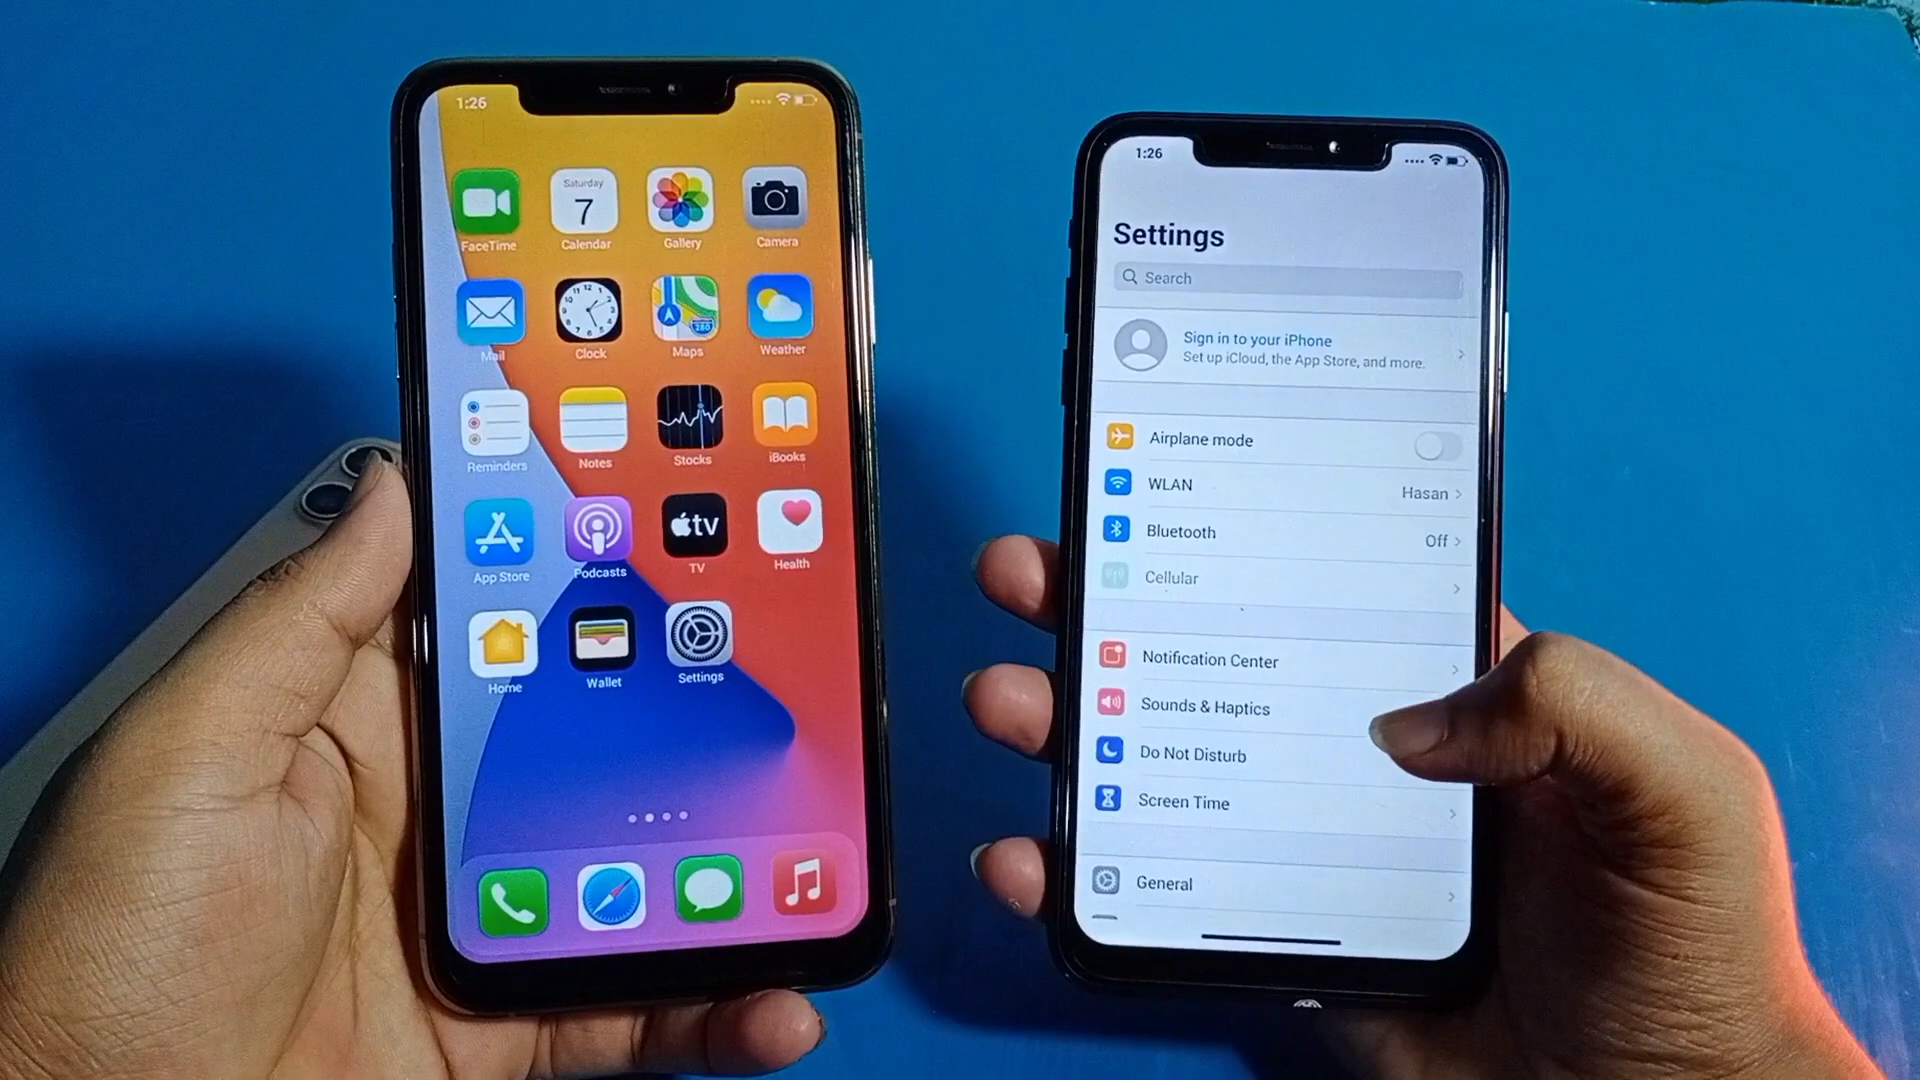 1:26
Saturday
7
FaceTime
Calendar
Gallery
Camera
12
280
Mail
Clock
Maps
Weather
Reminders
Notes
Stocks
iBooks
tv
App Store
Podcasts
TV
Health
Home
Wallet
Settings
1:26
Settings
Search
Sign in to your iPhone
Set up iCloud, the App Store, and more.
Airplane mode
WLAN Hasan
Bluetooth Off
Cellular
Notification Center
Sounds & Haptics
Do Not Disturb
Screen Time
General